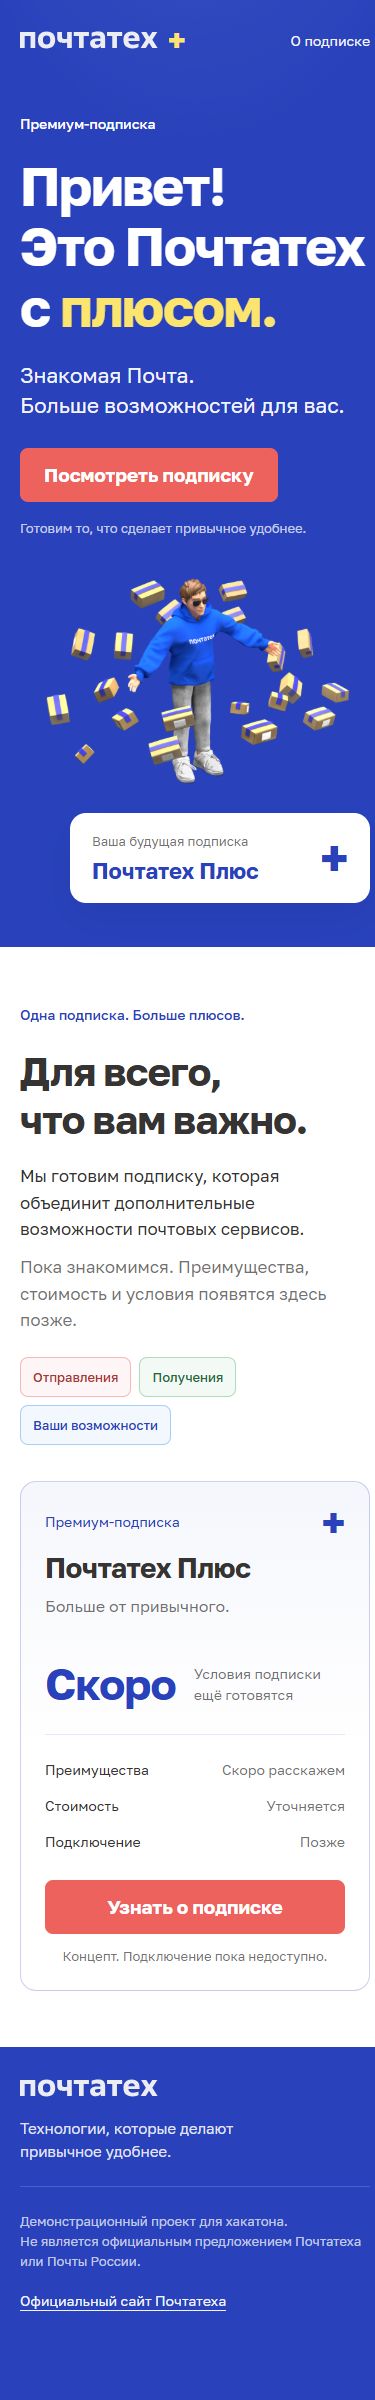 почтатех +
О подписке
Премиум-подписка
Привет!
Это Почтатех
с плюсом.
Знакомая Почта.
Больше возможностей для вас.
Посмотреть подписку
Готовим то, что сделает привычное удобнее.
почтатех
Ваша будущая подписка
Почтатех Плюс
+
Одна подписка. Больше плюсов.
Для всего,
что вам важно.
Мы готовим подписку, которая
объединит дополнительные
возможности почтовых сервисов.
Пока знакомимся. Преимущества,
стоимость и условия появятся здесь
позже.
Отправления
Получения
Ваши возможности
Премиум-подписка
+
Почтатех Плюс
Больше от привычного.
Скоро
Условия подписки
ещё готовятся
Преимущества
Скоро расскажем
Стоимость
Уточняется
Подключение
Позже
Узнать о подписке
Концепт. Подключение пока недоступно.
почтатех
Технологии, которые делают
привычное удобнее.
Демонстрационный проект для хакатона.
Не является официальным предложением Почтатеха
или Почты России.
Официальный сайт Почтатеха